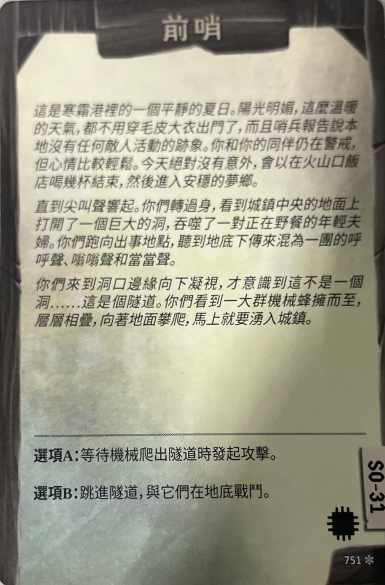 前哨
這是寒霜港裡的一個平靜的夏日。陽光明媚，這麼溫暖
的天氣，都不用穿毛皮大衣出門了，而且哨兵報告說本
地沒有任何敵人活動的跡象。你和你的同伴仍在警戒，
但心情比較輕鬆。今天絕對沒有意外，會以在火山口飯
店喝幾杯結束，然後進入安穩的夢鄉。
直到尖叫聲響起。你們轉過身，看到城鎮中央的地面上
打開了一個巨大的洞，吞噬了一對正在野餐的年輕夫
婦。你們跑向出事地點，聽到地底下傳來混為一團的呼
呼聲、嗡嗡聲和當當聲。
你們來到洞口邊緣向下凝視，才意識到這不是一個
洞……這是個隧道。你們看到一大群機械蜂擁而至，
層層相疊，向著地面攀爬，馬上就要湧入城鎮。
選項A：等待機械爬出隧道時發起攻擊。
選項B：跳進隧道，與它們在地底戰鬥。
SO-31
751